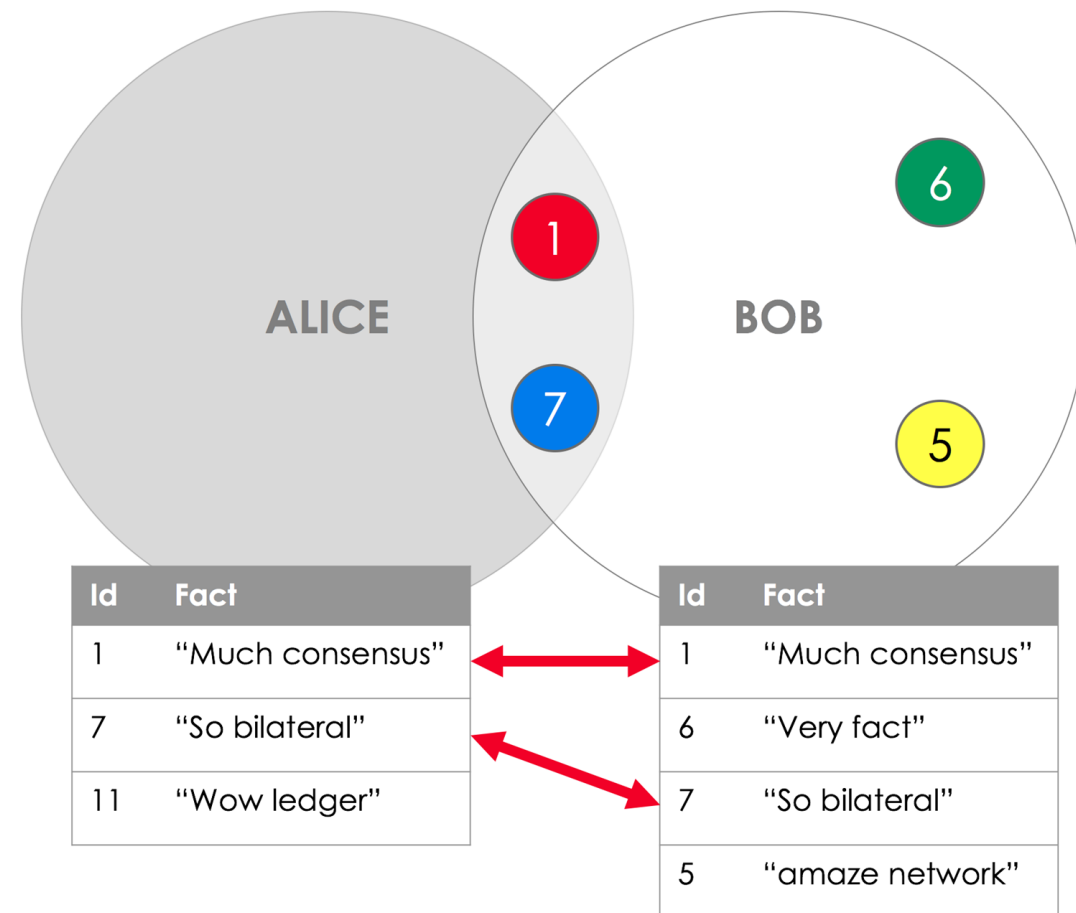 1
6
ALICE
BOB
7
5
Id Fact
1 “Much consensus”
7 “So bilateral”
11 “Wow ledger”
Id Fact
1 “Much consensus”
6 “Very fact”
7 “So bilateral”
5 “amaze network”